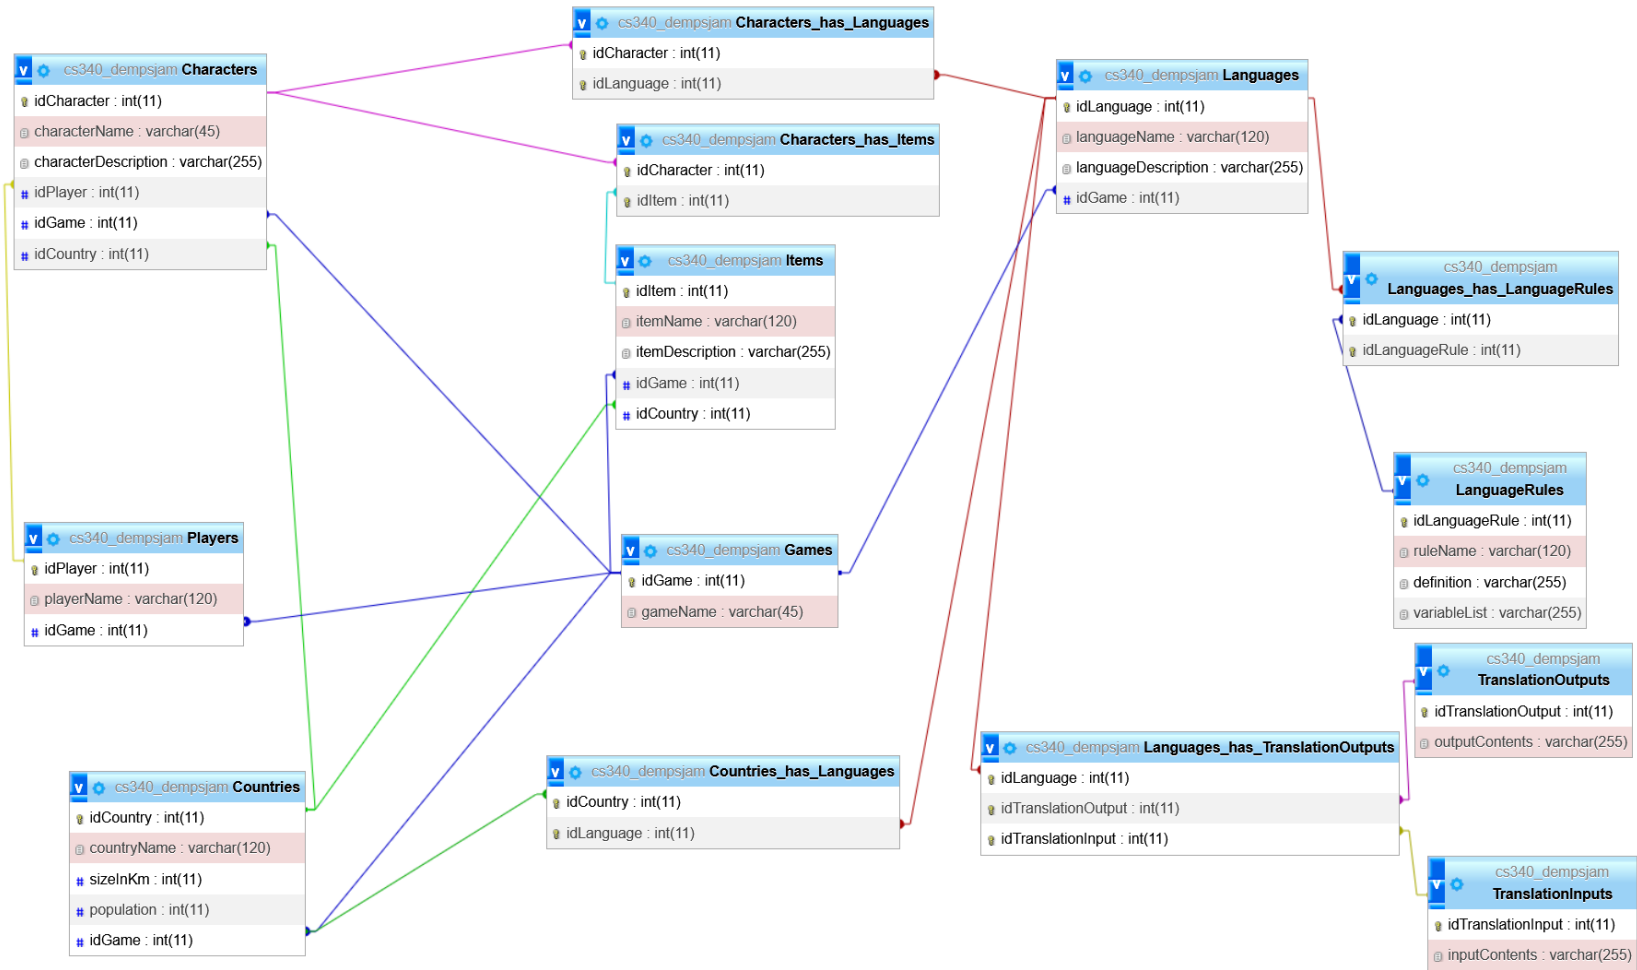 cs340_dempsjam Characters_has_Languages
idCharacter : int(11)
idLanguage : int(11)
cs340_dempsjam Characters
idCharacter : int(11)
characterName : varchar(45)
characterDescription : varchar(255)
idPlayer : int(11)
idGame : int(11)
idCountry : int(11)
cs340_dempsjam Languages
idLanguage : int(11)
languageName : varchar(120)
languageDescription : varchar(255)
idGame : int(11)
cs340_dempsjam Characters_has_Items
idCharacter : int(11)
idItem : int(11)
cs340_dempsjam Items
idItem : int(11)
itemName : varchar(120)
itemDescription : varchar(255)
idGame : int(11)
idCountry : int(11)
cs340_dempsjam
Languages_has_LanguageRules
idLanguage : int(11)
idLanguageRule : int(11)
cs340_dempsjam
LanguageRules
idLanguageRule : int(11)
ruleName : varchar(120)
definition : varchar(255)
variableList : varchar(255)
cs340_dempsjam Players
idPlayer : int(11)
playerName : varchar(120)
idGame : int(11)
cs340_dempsjam Games
idGame : int(11)
gameName : varchar(45)
cs340_dempsjam
TranslationOutputs
idTranslationOutput : int(11)
outputContents : varchar(255)
cs340_dempsjam Languages_has_TranslationOutputs
idLanguage : int(11)
idTranslationOutput : int(11)
idTranslationInput : int(11)
cs340_dempsjam Countries_has_Languages
idCountry : int(11)
idLanguage : int(11)
cs340_dempsjam Countries
idCountry : int(11)
countryName : varchar(120)
sizeInKm : int(11)
population : int(11)
idGame : int(11)
cs340_dempsjam
TranslationInputs
idTranslationInput : int(11)
inputContents : varchar(255)